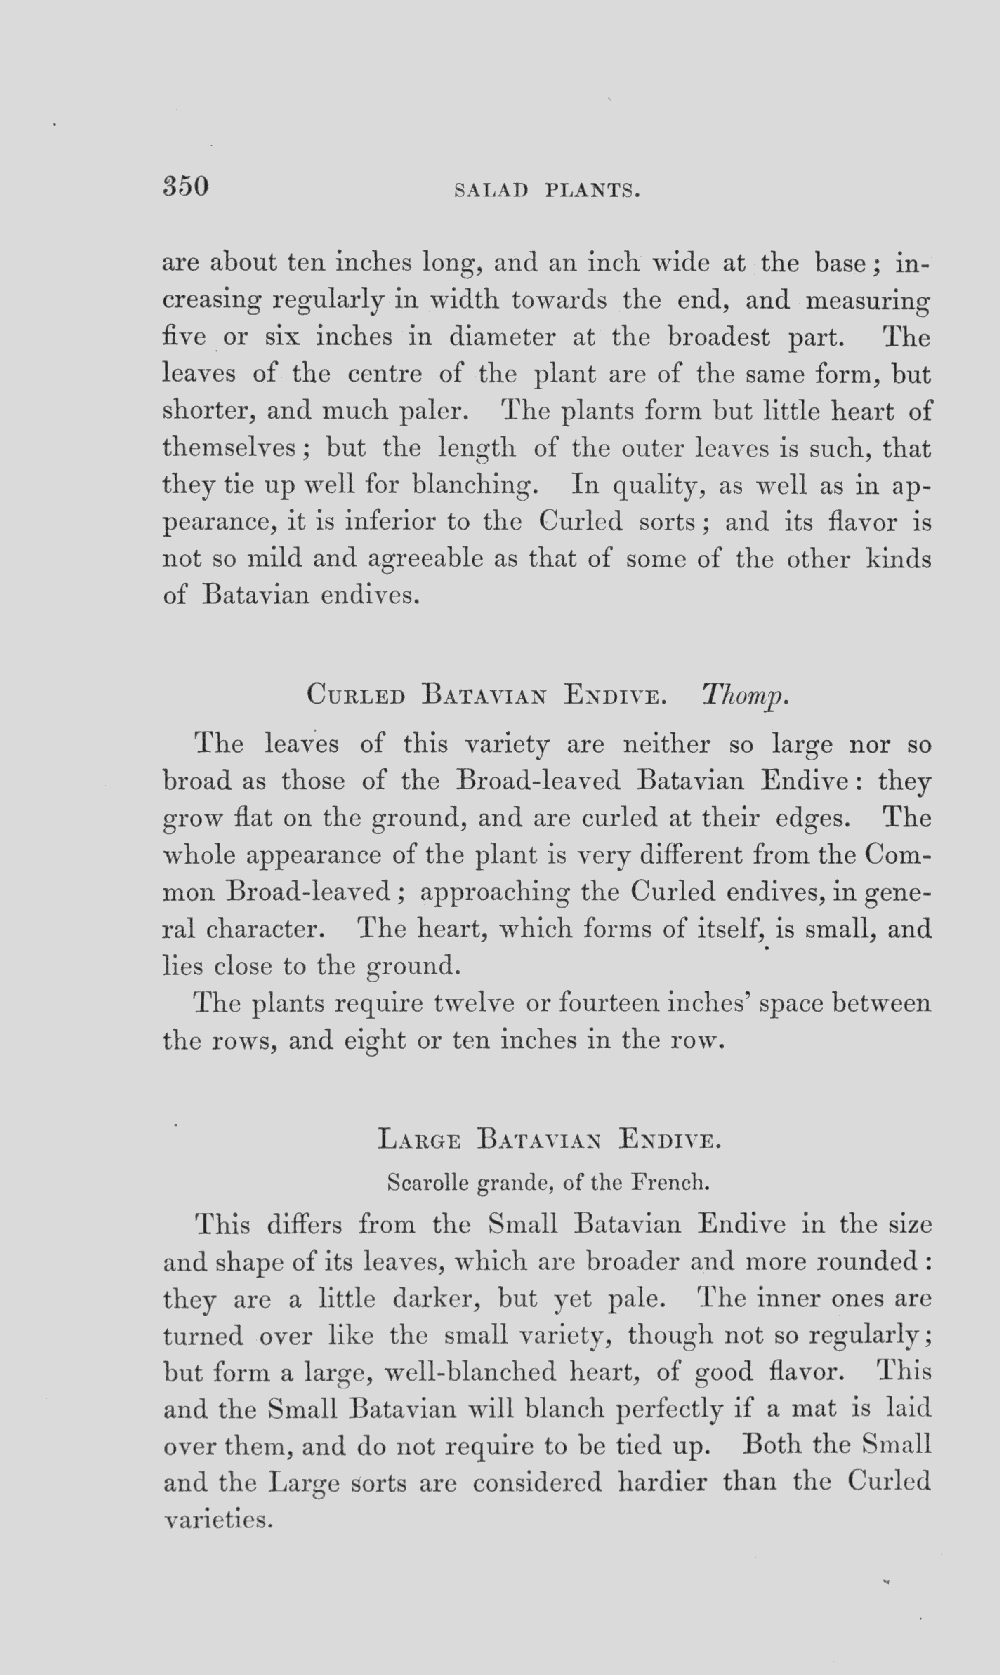 350
SALAD PLANTS.
are about ten inches long, and an inch wide at the base; in-
creasing regularly in width towards the end, and measuring
five or six inches in diameter at the broadest part. The
leaves of the centre of the plant are of the same form, but
shorter, and much paler. The plants form but little heart of
themselves; but the length of the outer leaves is such, that
they tie up well for blanching. In quality, as well as in ap-
pearance, it is inferior to the Curled sorts; and its flavor is
not so mild and agreeable as that of some of the other kinds
of Batavian endives.
CURLED BATAVIAN ENDIVE. Thomp.
The leaves of this variety are neither so large nor so
broad as those of the Broad-leaved Batavian Endive: they
grow flat on the ground, and are curled at their edges. The
whole appearance of the plant is very different from the Com-
mon Broad-leaved; approaching the Curled endives, in gene-
ral character. The heart, which forms of itself, is small, and
lies close to the ground.
The plants require twelve or fourteen inches' space between
the rows, and eight or ten inches in the row.
LARGE BATAVIAN ENDIVE.
Scarolle grande, of the French.
This differs from the Small Batavian Endive in the size
and shape of its leaves, which are broader and more rounded:
they are a little darker, but yet pale. The inner ones are
turned over like the small variety, though not so regularly;
but form a large, well-blanched heart, of good flavor. This
and the Small Batavian will blanch perfectly if a mat is laid
over them, and do not require to be tied up. Both the Small
and the Large sorts are considered hardier than the Curled
varieties.